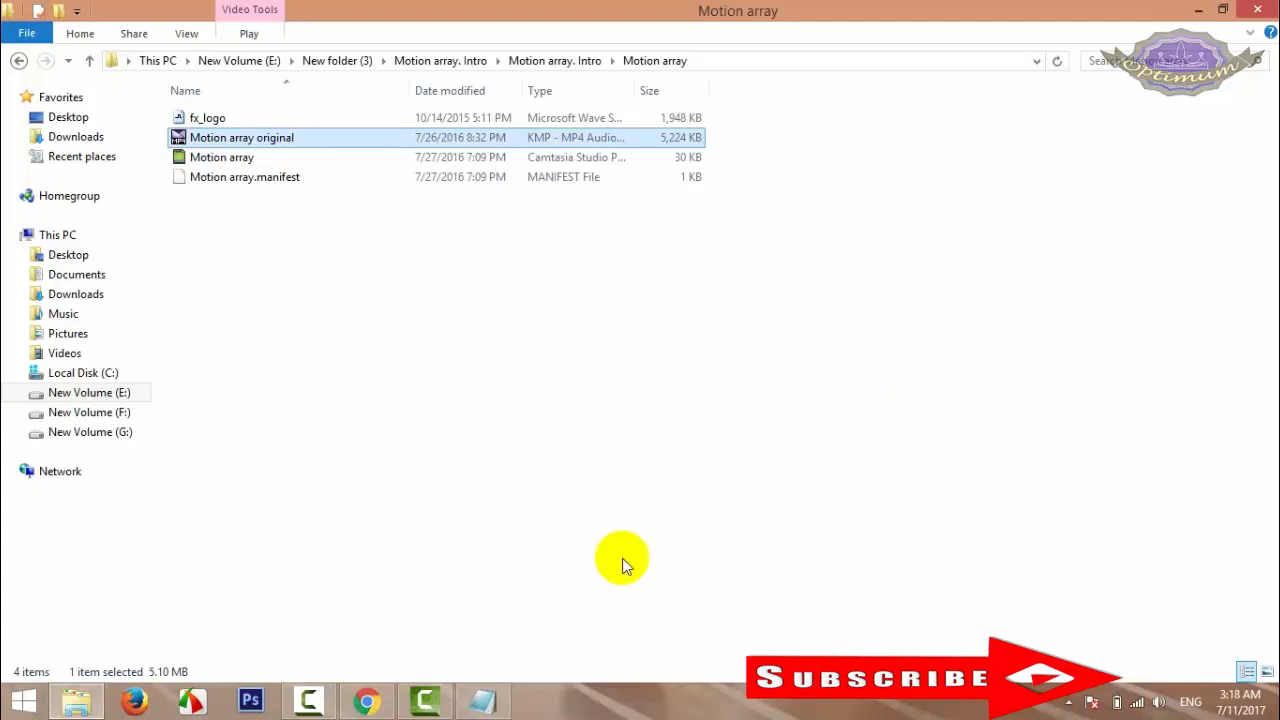 Video Tools
Motion array
File Home Share View Play
This PC New Volume (E:) New folder (3) Motion array. Intro Motion array. Intro Motion array
Optimum
Name Date modified Type Size
fx_logo 10/14/2015 5:11 PM Microsoft Wave S... 1,948 KB
Motion array original 7/26/2016 8:32 PM KMP - MP4 Audio... 5,224 KB
Motion array 7/27/2016 7:09 PM Camtasia Studio P... 30 KB
Motion array.manifest 7/27/2016 7:09 PM MANIFEST File 1 KB
Favorites
Desktop
Downloads
Recent places
Homegroup
This PC
Desktop
Documents
Downloads
Music
Pictures
Videos
Local Disk (C:)
New Volume (E:)
New Volume (F:)
New Volume (G:)
Network
4 items 1 item selected 5.10 MB
SUBSCRIBE
Ps
ENG
3:18 AM
7/11/2017